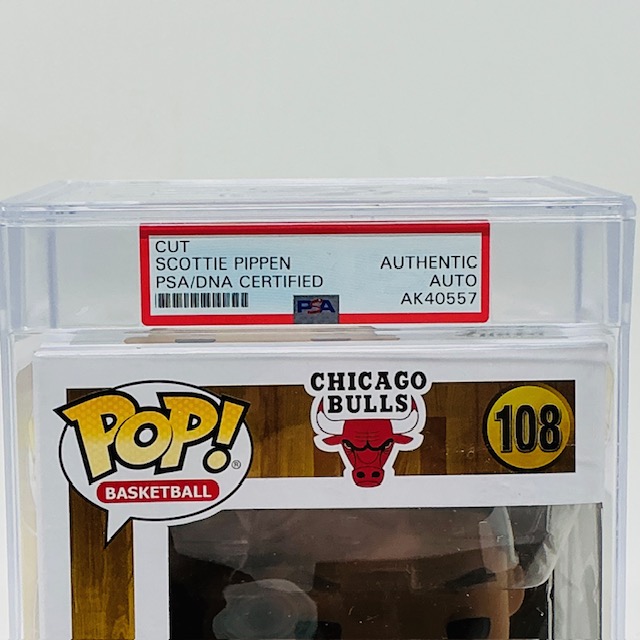 CUT
SCOTTIE PIPPEN
PSA/DNA CERTIFIED
AUTHENTIC
AUTO
AK40557
PSA
POP!
®
BASKETBALL
CHICAGO
BULLS
108